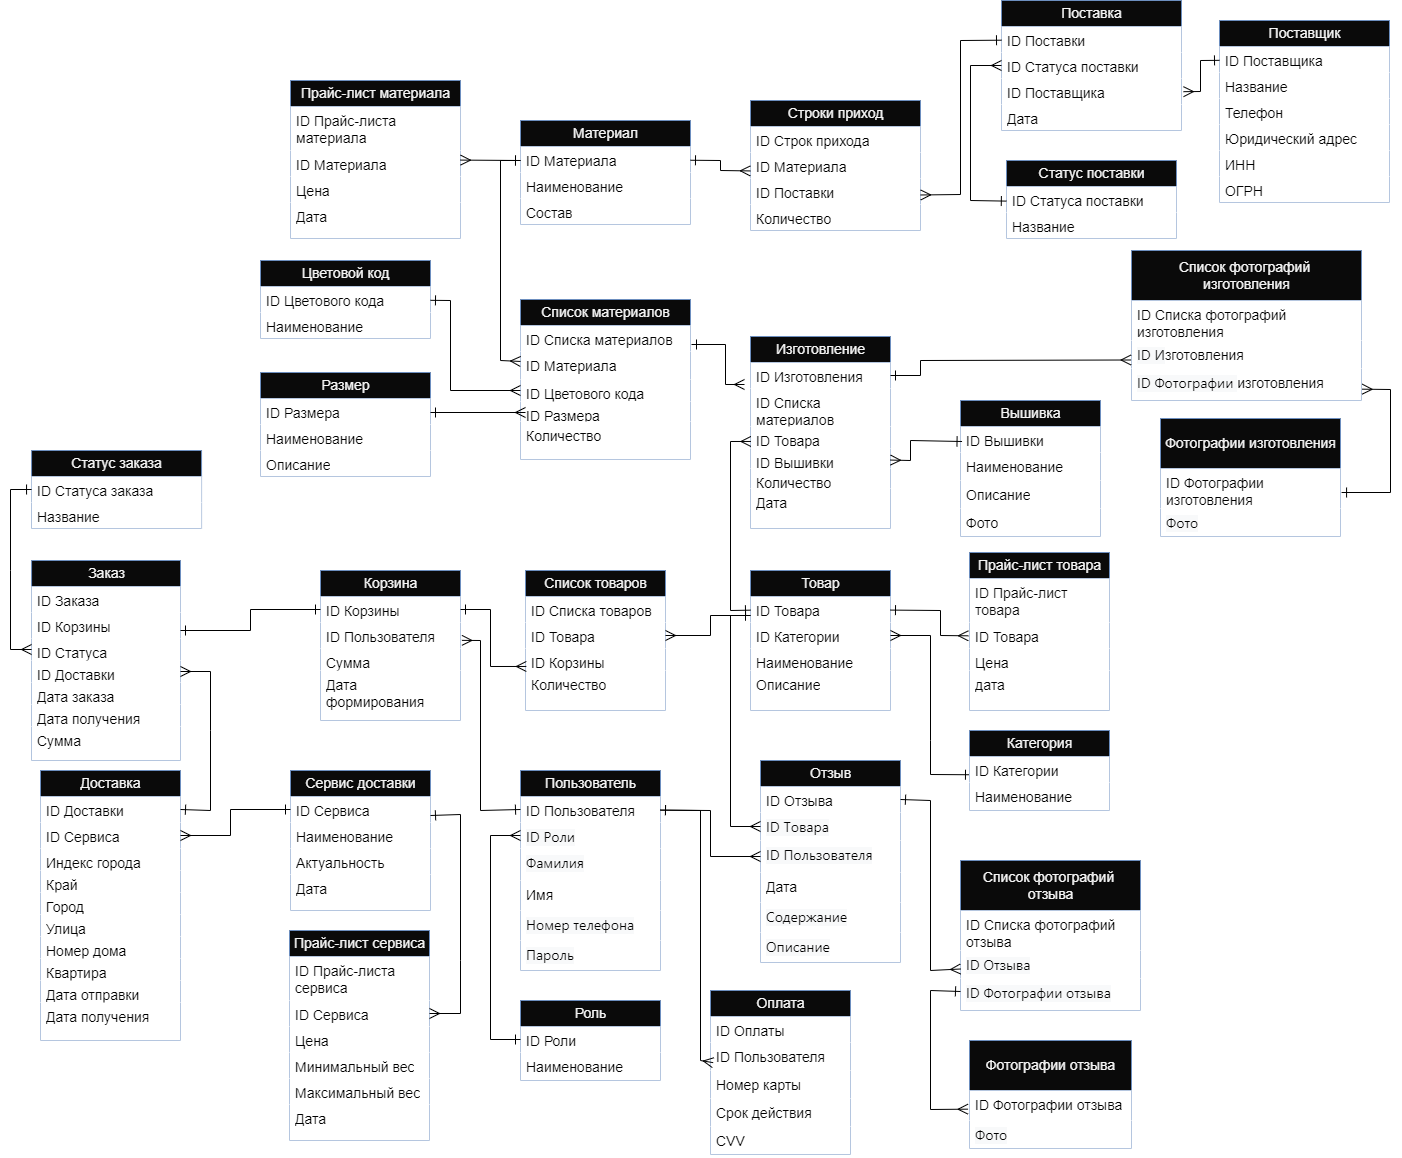 Поставка
ID Поставки
ID Статуса поставки
ID Поставщика
Дата
Поставщик
ID Поставщика
Название
Телефон
Юридический адрес
ИНН
ОГРН
Прайс-лист материала
ID Прайс-листа
материала
ID Материала
Цена
Дата
Материал
ID Материала
Наименование
Состав
Строки приход
ID Строк прихода
ID Материала
ID Поставки
Количество
Статус поставки
ID Статуса поставки
Название
Цветовой код
ID Цветового кода
Наименование
Список материалов
ID Списка материалов
ID Материала
ID Цветового кода
ID Размера
Количество
Изготовление
ID Изготовления
ID Списка
материалов
ID Товара
ID Вышивки
Количество
Дата
Список фотографий
изготовления
ID Списка фотографий
изготовления
ID Изготовления
ID Фотографии изготовления
Размер
ID Размера
Наименование
Описание
Вышивка
ID Вышивки
Наименование
Описание
Фото
Фотографии изготовления
ID Фотографии
изготовления
Фото
Статус заказа
ID Статуса заказа
Название
Заказ
ID Заказа
ID Корзины
ID Статуса
ID Доставки
Дата заказа
Дата получения
Сумма
Корзина
ID Корзины
ID Пользователя
Сумма
Дата
формирования
Список товаров
ID Списка товаров
ID Товара
ID Корзины
Количество
Товар
ID Товара
ID Категории
Наименование
Описание
Прайс-лист товара
ID Прайс-лист
товара
ID Товара
Цена
дата
Категория
ID Категории
Наименование
Доставка
ID Доставки
ID Сервиса
Индекс города
Край
Город
Улица
Номер дома
Квартира
Дата отправки
Дата получения
Сервис доставки
ID Сервиса
Наименование
Актуальность
Дата
Пользователь
ID Пользователя
ID Роли
Фамилия
Имя
Номер телефона
Пароль
Отзыв
ID Отзыва
ID Товара
ID Пользователя
Дата
Содержание
Описание
Список фотографий
отзыва
ID Списка фотографий
отзыва
ID Отзыва
ID Фотографии отзыва
Прайс-лист сервиса
ID Прайс-листа
сервиса
ID Сервиса
Цена
Минимальный вес
Максимальный вес
Дата
Роль
ID Роли
Наименование
Оплата
ID Оплаты
ID Пользователя
Номер карты
Срок действия
CVV
Фотографии отзыва
ID Фотографии отзыва
Фото